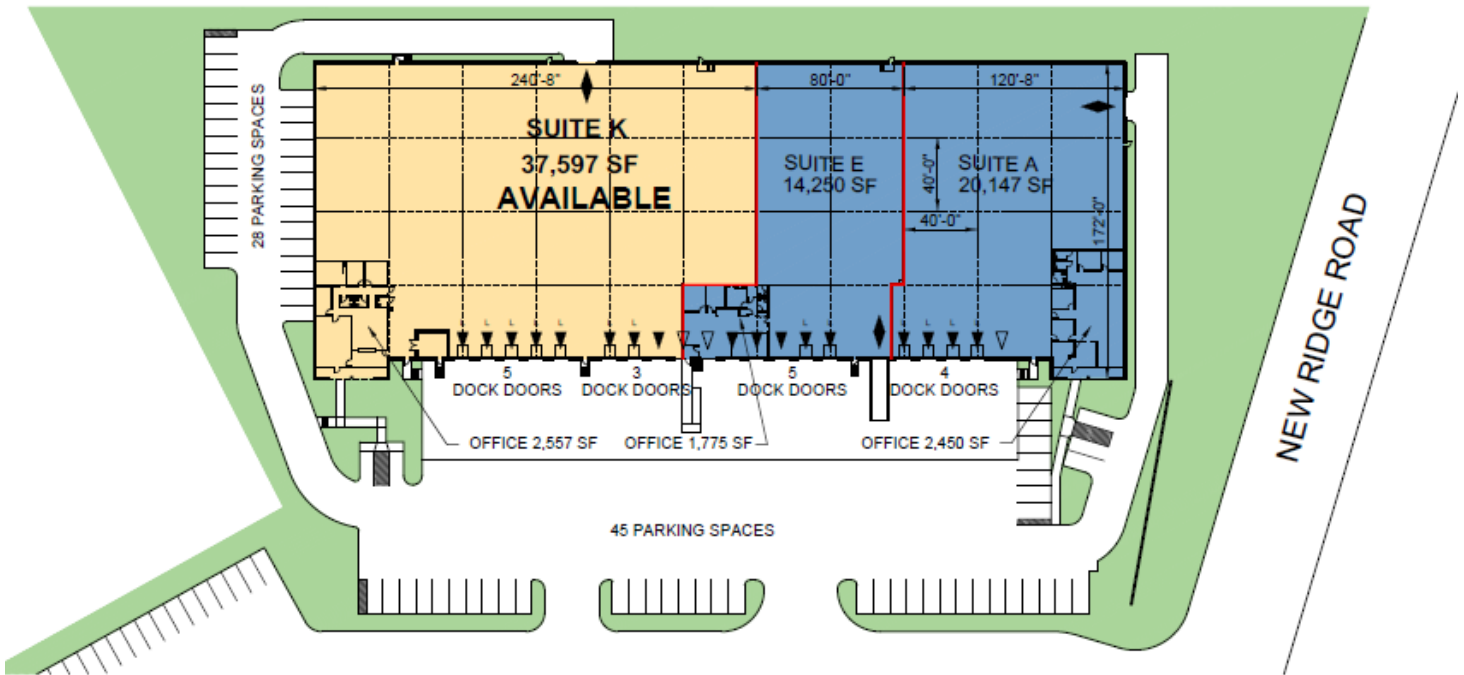 240'-8"
80'-0"
120'-8"
SUITE K
37,597 SF
AVAILABLE
SUITE E
14,250 SF
SUITE A
20,147 SF
40'-0"
40'-0"
172'-0"
28 PARKING SPACES
NEW RIDGE ROAD
5
DOCK DOORS
3
DOCK DOORS
5
DOCK DOORS
4
DOCK DOORS
OFFICE 2,557 SF
OFFICE 1,775 SF
OFFICE 2,450 SF
45 PARKING SPACES